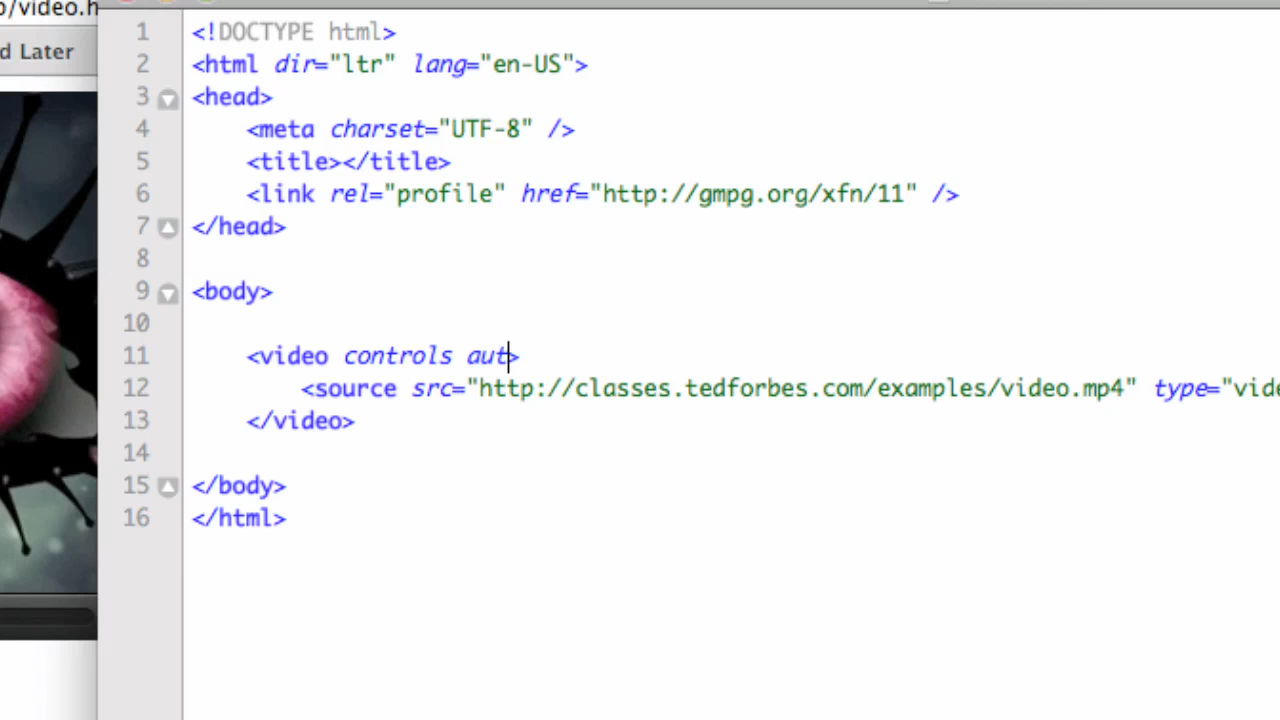 /video.h
d Later
1 <!DOCTYPE html>
2 <html dir="ltr" lang="en-US">
3 <head>
4 <meta charset="UTF-8" />
5 <title></title>
6 <link rel="profile" href="http://gmpg.org/xfn/11" />
7 </head>
8
9 <body>
10
11 <video controls aut>
12 <source src="http://classes.tedforbes.com/examples/video.mp4" type="vide
13 </video>
14
15 </body>
16 </html>